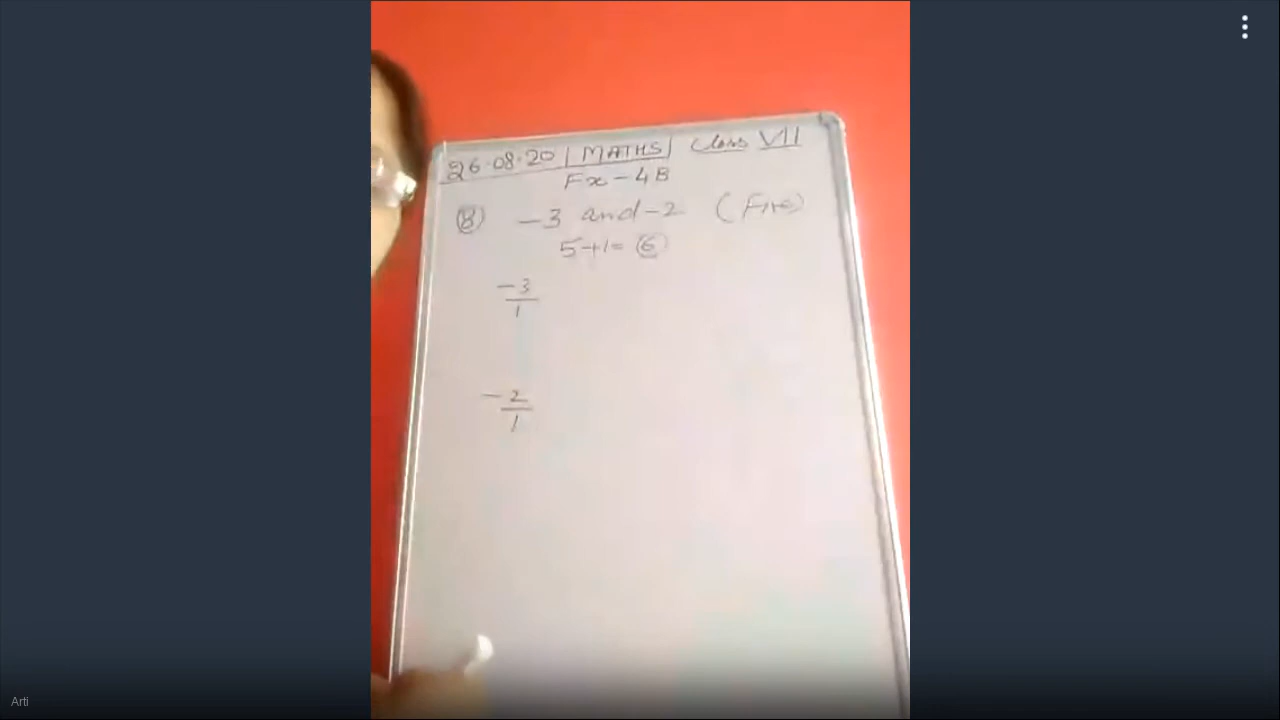 26.08.20 | MATHS | Class VII
Ex - 4B
(8) -3 and -2 (Five)
5+1= (6)
-3
1
-2
1
Arti